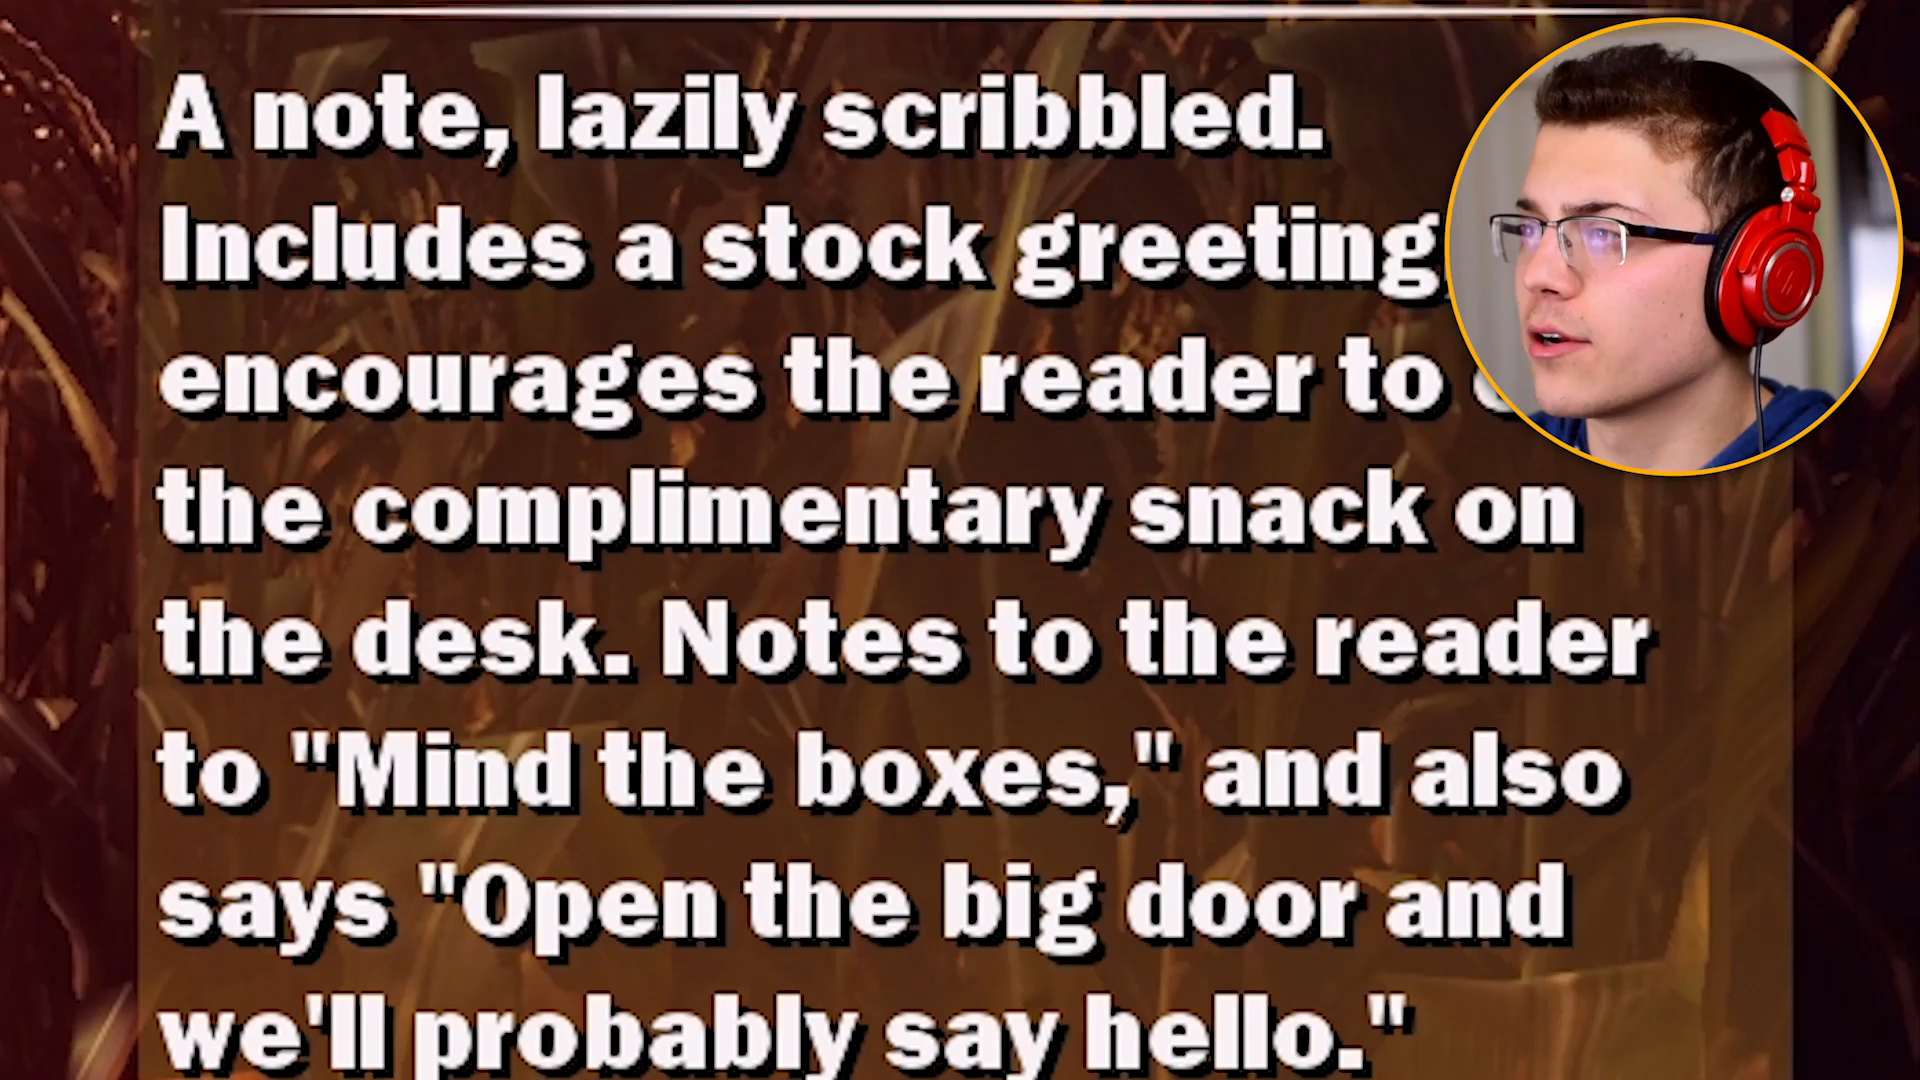 A note, lazily scribbled.
Includes a stock greeting,
encourages the reader to
the complimentary snack on
the desk. Notes to the reader
to "Mind the boxes," and also
says "Open the big door and
we'll probably say hello."